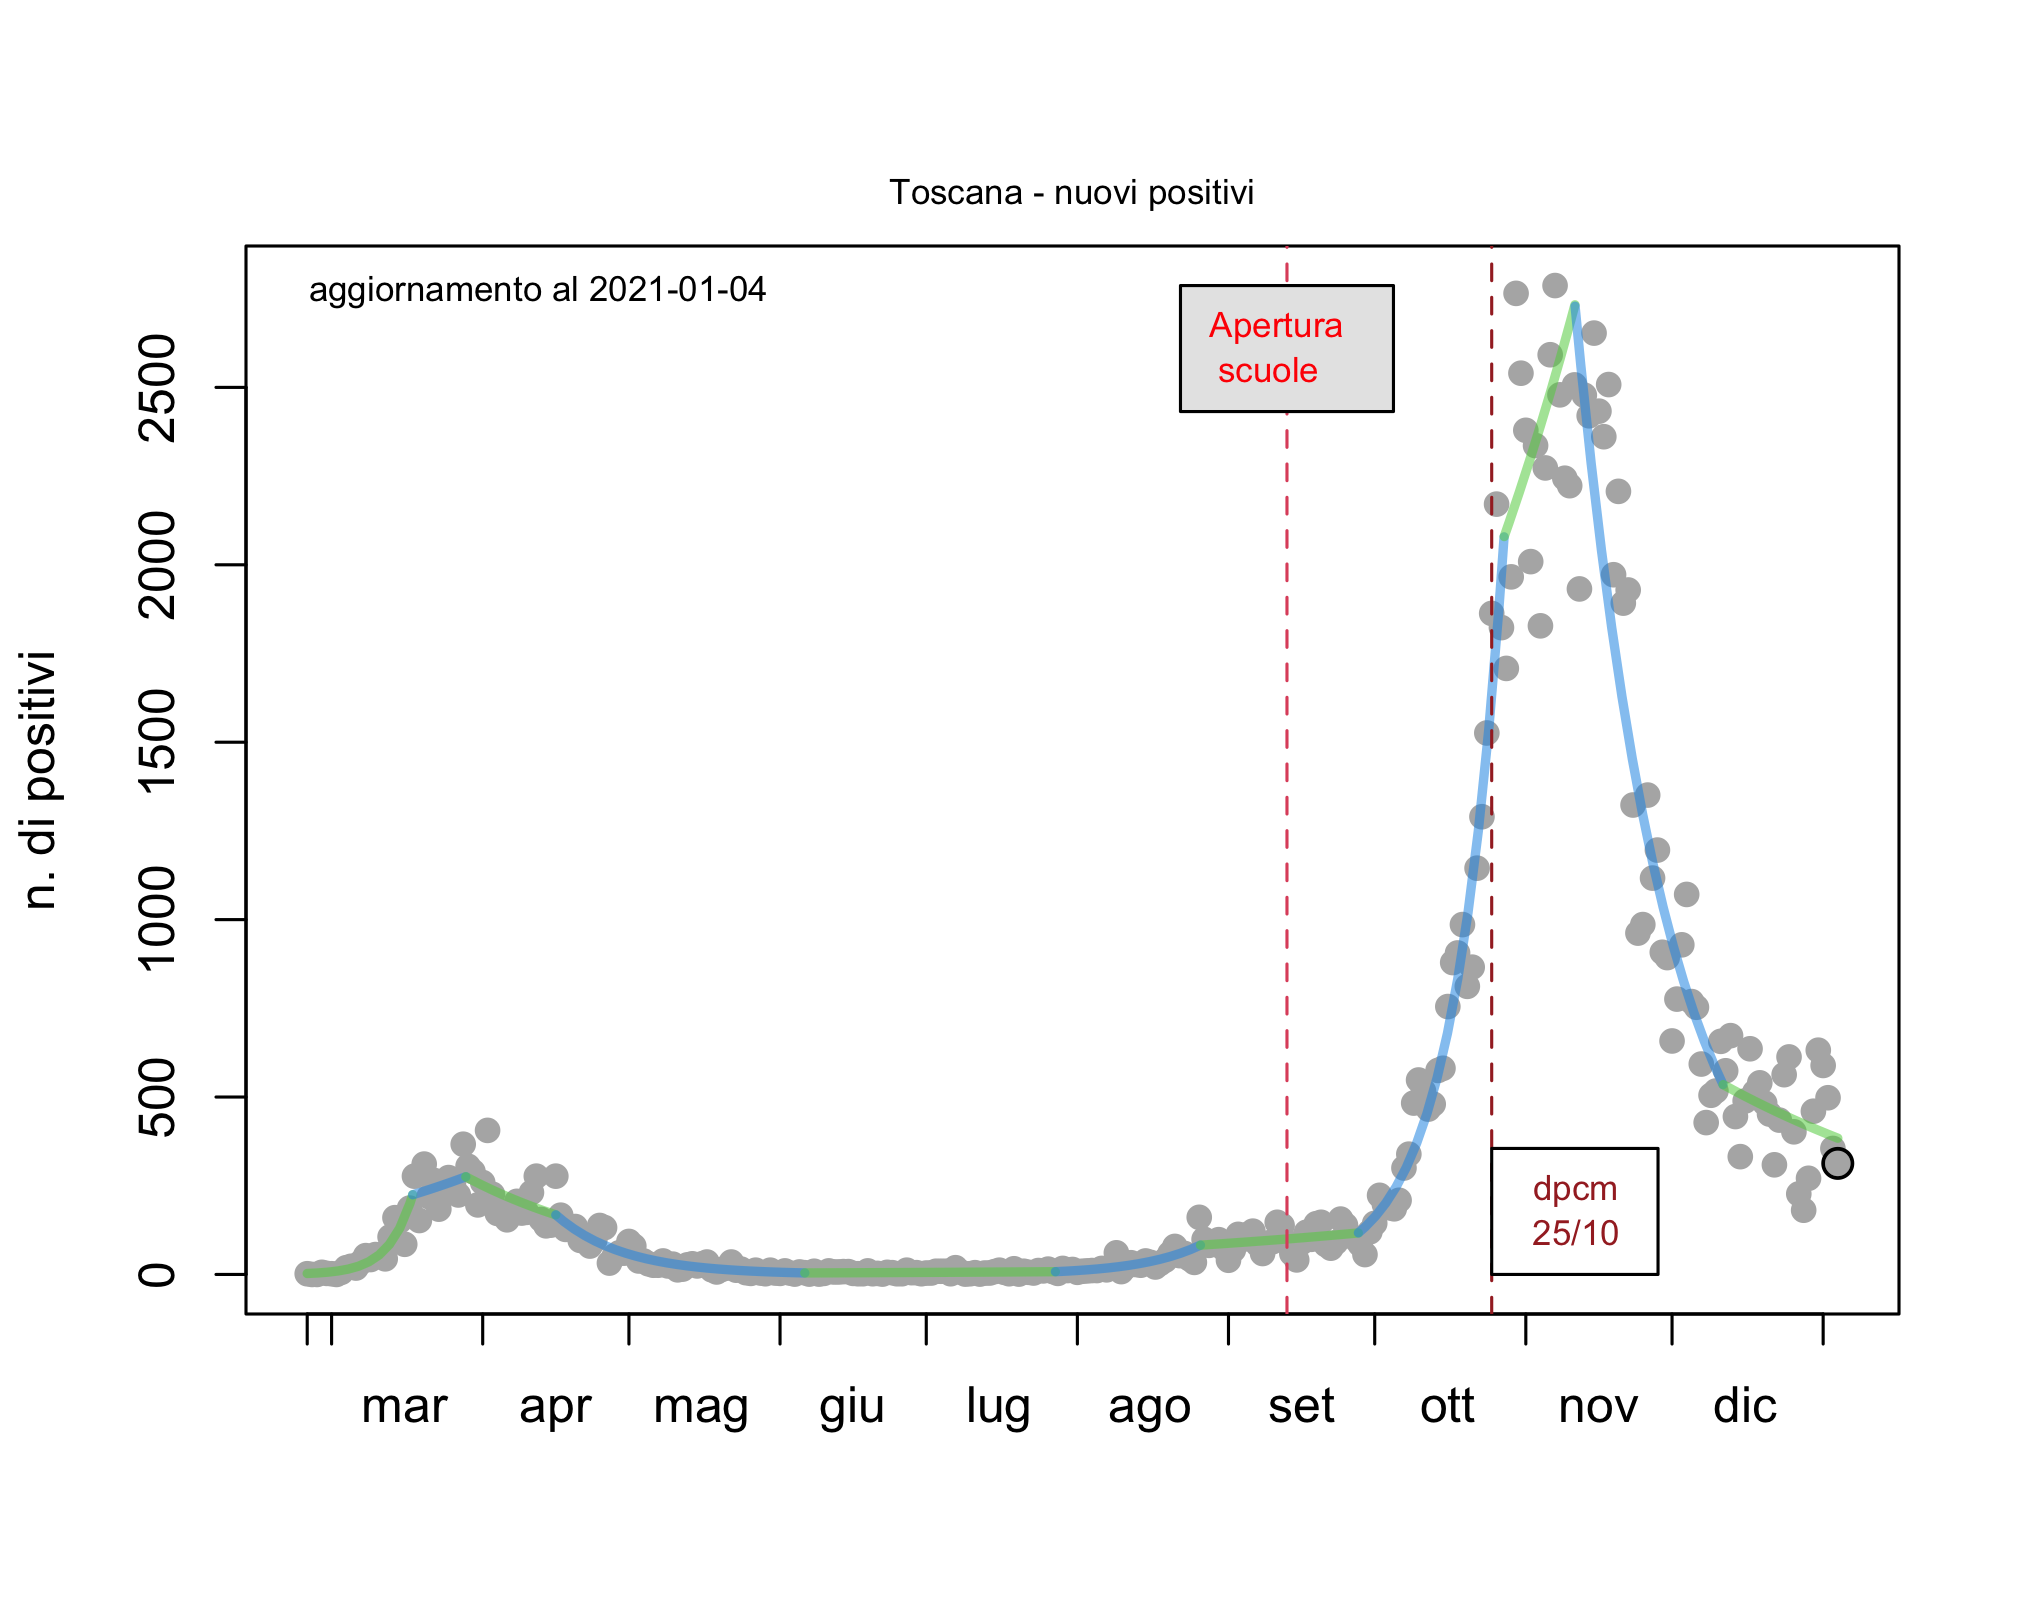 Toscana - nuovi positivi
aggiornamento al 2021-01-04
Apertura
scuole
n. di positivi
2500
2000
1500
1000
500
0
dpcm
25/10
mar apr mag giu lug ago set ott nov dic